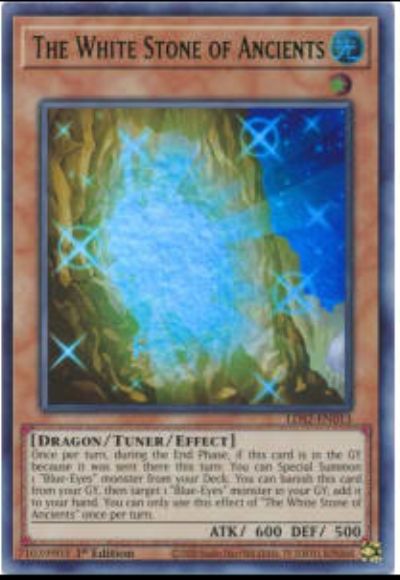 THE WHITE STONE OF ANCIENTS
LDS2-EN013
[DRAGON/TUNER/EFFECT]
Once per turn, during the End Phase, if this card is in the GY
because it was sent there this turn: You can Special Summon
1 "Blue-Eyes" monster from your Deck. You can banish this card
from your GY, then target 1 "Blue-Eyes" monster in your GY; add it
to your hand. You can only use this effect of "The White Stone of
Ancients" once per turn.
ATK/ 600 DEF/ 500
1st Edition